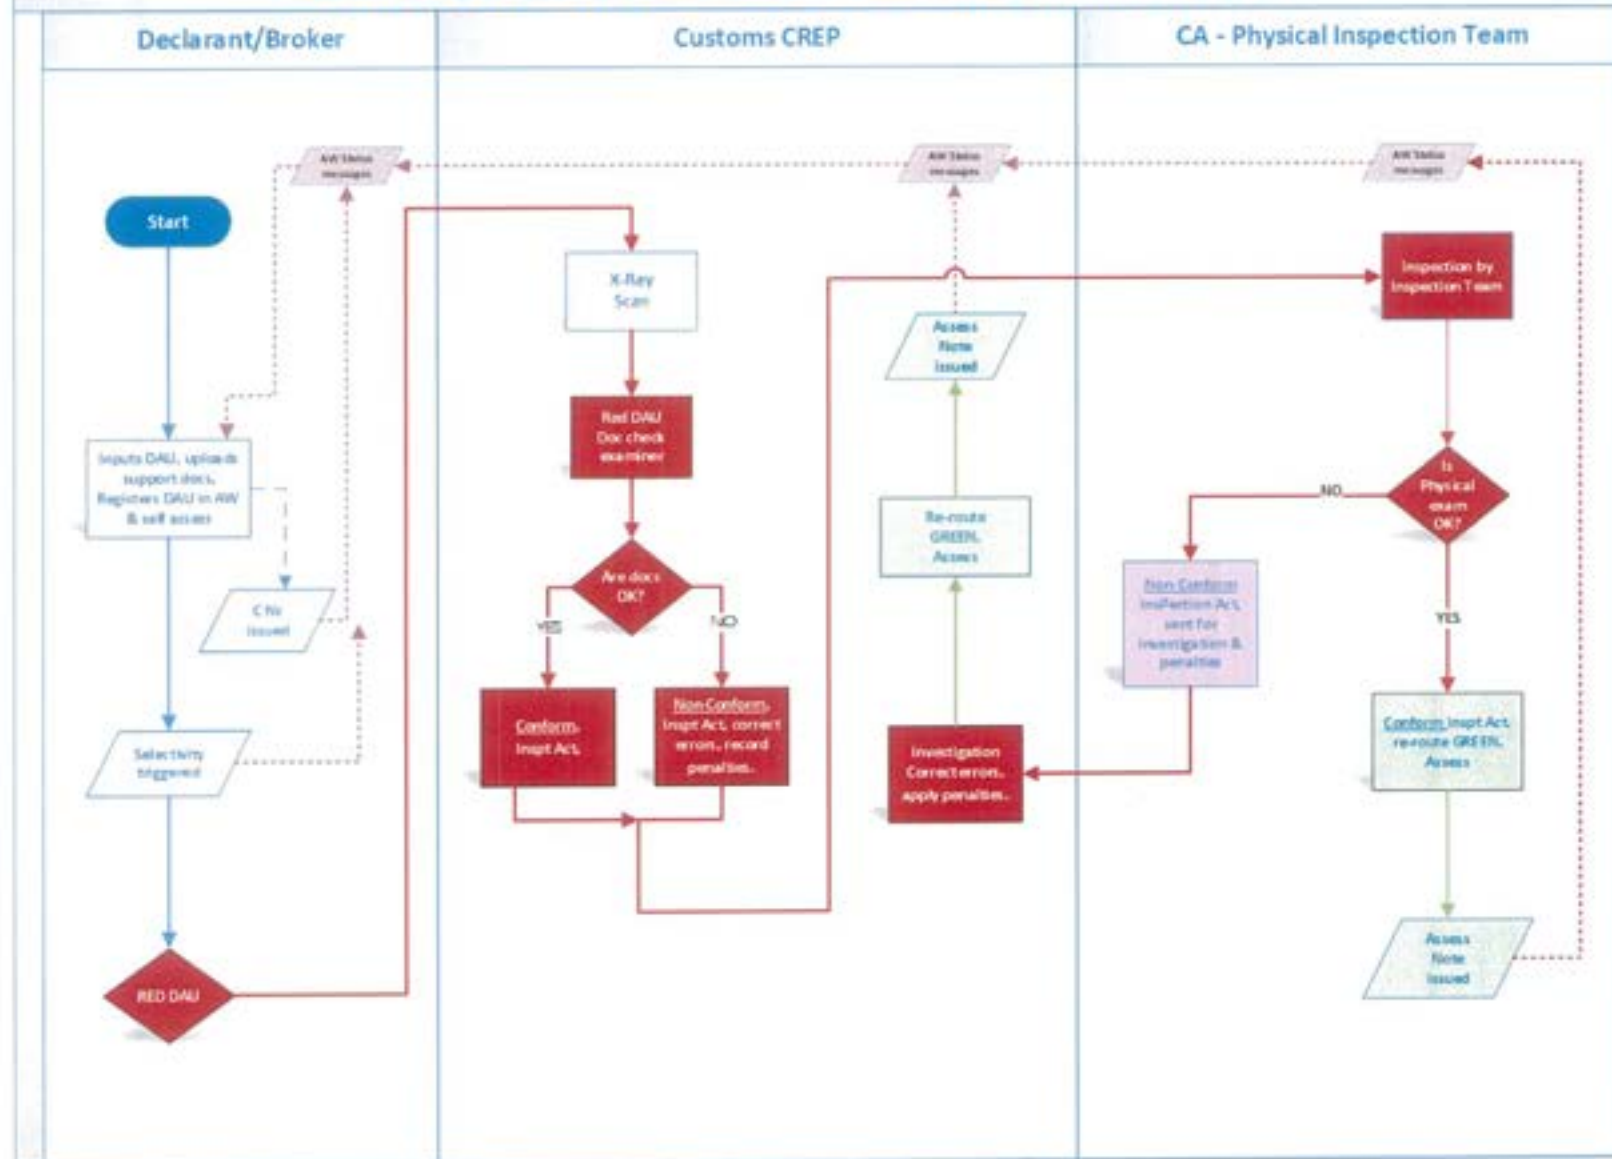 Declarant/Broker
Customs CREP
CA - Physical Inspection Team
AW Status
messages
AW Status
messages
AW Status
messages
Start
X-Ray
Scan
Inspection by
Inspection Team
Assess
Note
issued
Red DAU
Doc check
examiner
Inputs DAU, uploads
support docs,
Registers DAU in AW
& self assess
Is
Physical
exam
OK?
NO
Re-route
GREEN.
Assess
Are docs
OK?
YES
NO
C Nr
issued
Non-Conform
Act,
sent for
investigation &
penalties
YES
Conform.
Inspt Act.
Non-Conform.
Inspt Act, correct
errors, record
penalties.
Conform Inspt Act.
re-route GREEN.
Assess
Selectivity
triggered
Investigation
Correct errors.
apply penalties.
RED DAU
Assess
Note
issued